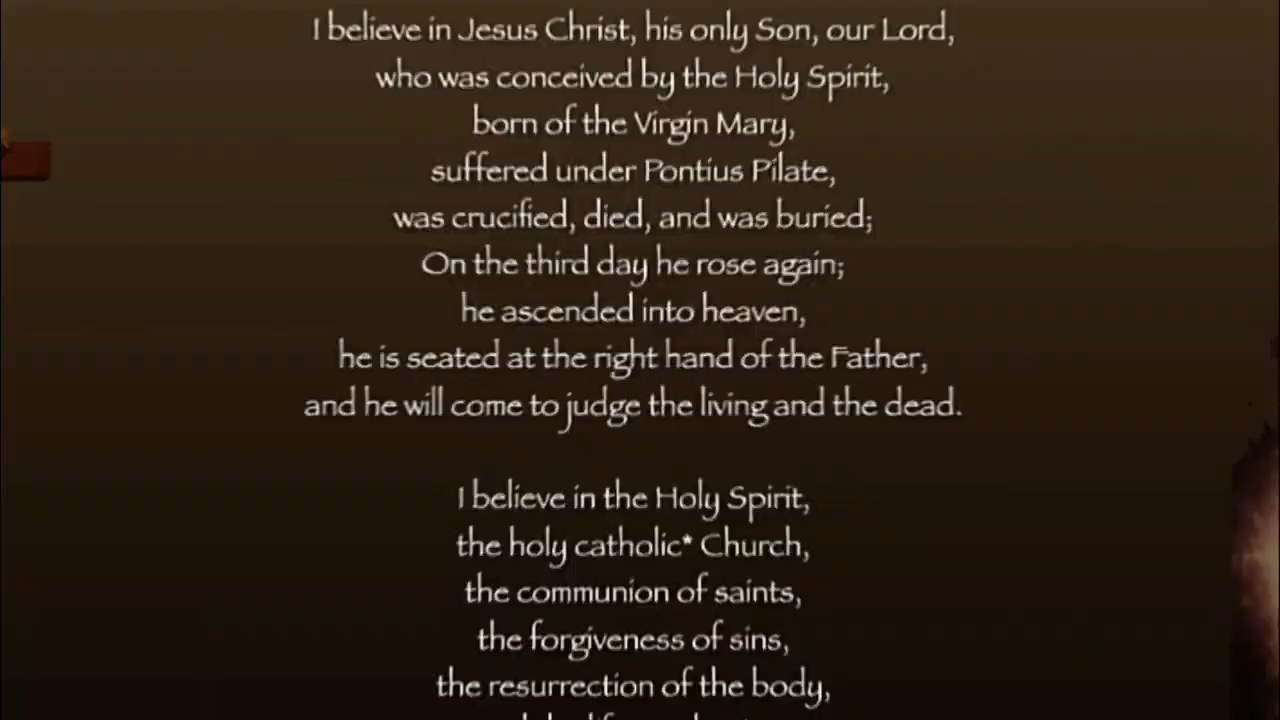 I believe in Jesus Christ, his only Son, our Lord,
who was conceived by the Holy Spirit,
born of the Virgin Mary,
suffered under Pontius Pilate,
was crucified, died, and was buried;
On the third day he rose again;
he ascended into heaven,
he is seated at the right hand of the Father,
and he will come to judge the living and the dead.
I believe in the Holy Spirit,
the holy catholic* Church,
the communion of saints,
the forgiveness of sins,
the resurrection of the body,